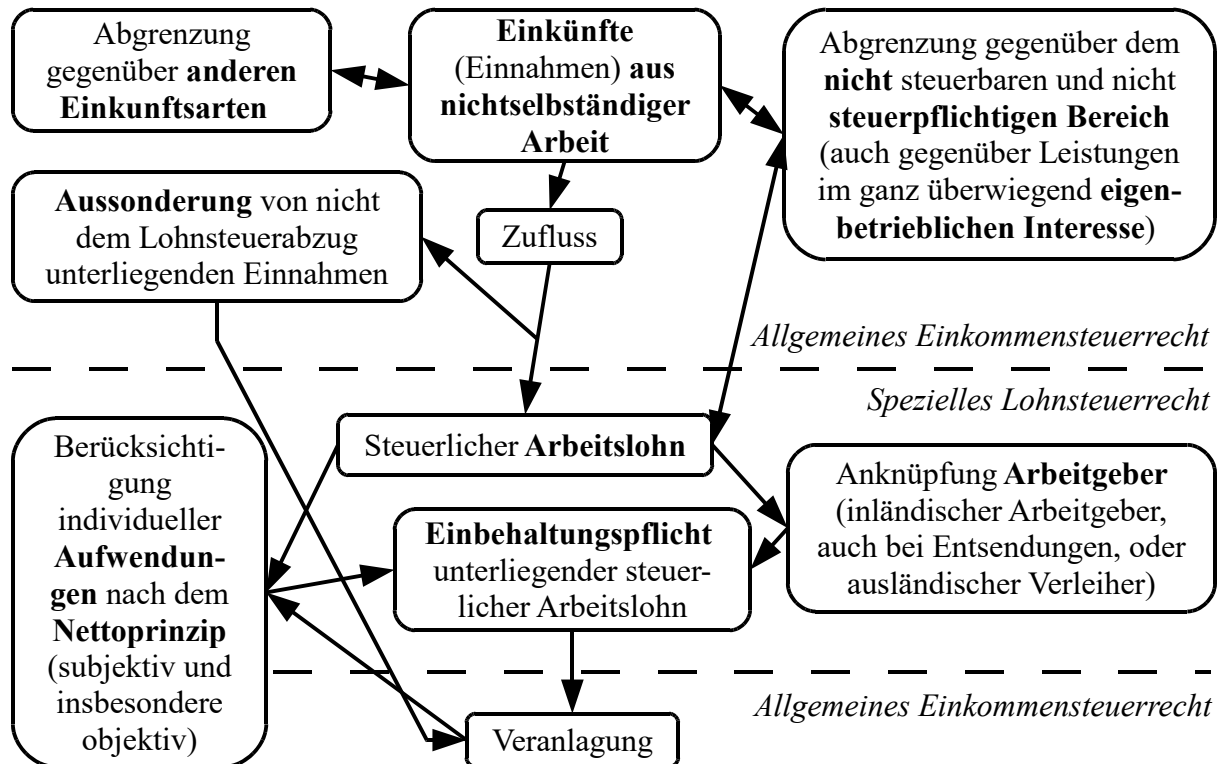 Abgrenzung
gegenüber anderen
Einkunftsarten
Einkünfte
(Einnahmen) aus
nichtselbständiger
Arbeit
Abgrenzung gegenüber dem
nicht steuerbaren und nicht
steuerpflichtigen Bereich
(auch gegenüber Leistungen
im ganz überwiegend eigen-
betrieblichen Interesse)
Aussonderung von nicht
dem Lohnsteuerabzug
unterliegenden Einnahmen
Zufluss
Allgemeines Einkommensteuerrecht
Spezielles Lohnsteuerrecht
Berücksichti-
gung
individueller
Aufwendun-
gen nach dem
Nettoprinzip
(subjektiv und
insbesondere
objektiv)
Steuerlicher Arbeitslohn
Einbehaltungspflicht
unterliegender steuer-
licher Arbeitslohn
Anknüpfung Arbeitgeber
(inländischer Arbeitgeber,
auch bei Entsendungen, oder
ausländischer Verleiher)
Allgemeines Einkommensteuerrecht
Veranlagung